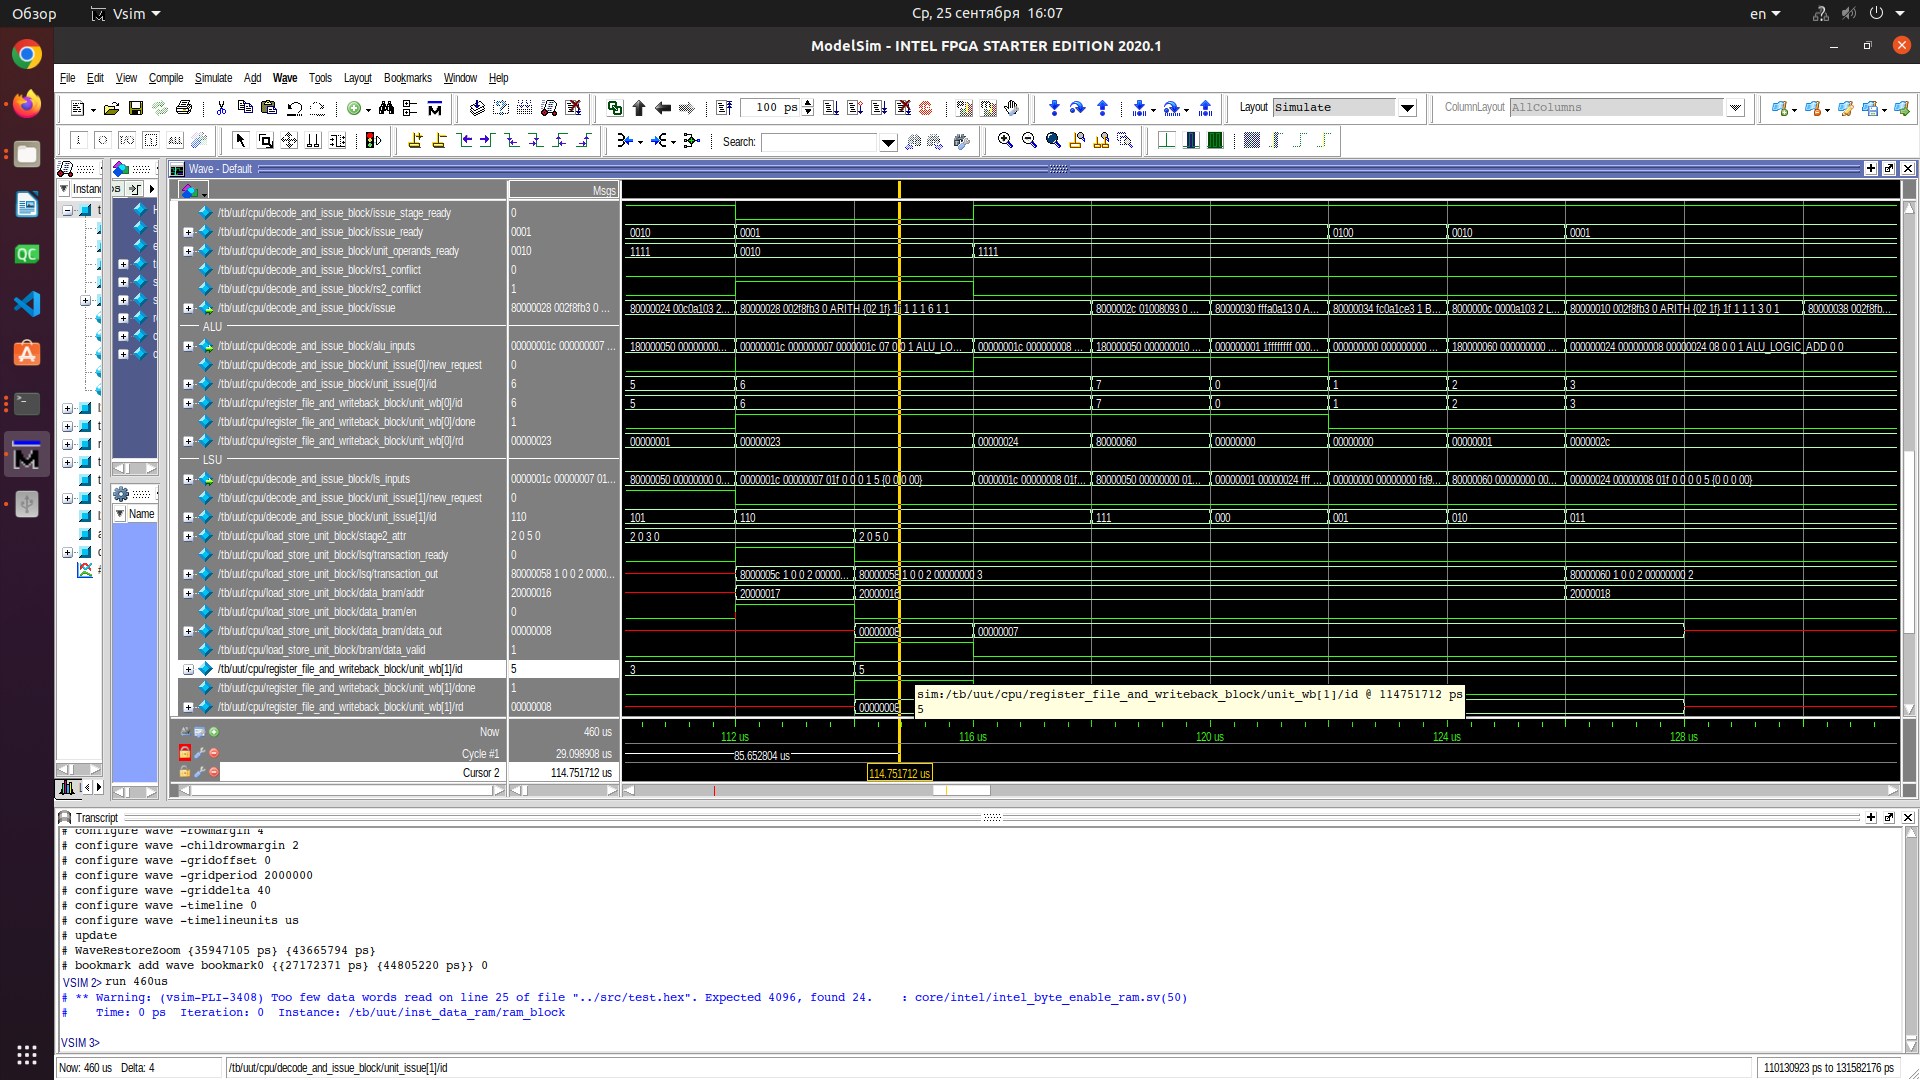 Обзор
Vsim
Ср, 25 сентября 16:07
en
ModelSim - INTEL FPGA STARTER EDITION 2020.1
File Edit View Compile Simulate Add Wave Tools Layout Bookmarks Window Help
100 ps
Layout Simulate
ColumnLayout AllColumns
Search:
Instanc
Wave - Default
Msgs
/tb/uut/cpu/decode_and_issue_block/issue_stage_ready 0
/tb/uut/cpu/decode_and_issue_block/issue_ready 0001 0010 0001 0100 0010 0001
/tb/uut/cpu/decode_and_issue_block/unit_operands_ready 0010 1111 0010 1111
/tb/uut/cpu/decode_and_issue_block/rs1_conflict 0
/tb/uut/cpu/decode_and_issue_block/rs2_conflict 1
/tb/uut/cpu/decode_and_issue_block/issue 80000028 002f8fb3 0 ... 80000024 00c0a103 2... 80000028 002f8fb3 0 ARITH {02 1f} 1f 1 1 1 6 1 1 8000002c 01008093 0 ... 80000030 fffa0a13 0 A... 80000034 fc0a1ce3 1 B... 8000000c 0000a103 2 L... 80000010 002f8fb3 0 ARITH {02 1f} 1f 1 1 1 3 0 1 80000038 002f8fb...
ALU
/tb/uut/cpu/decode_and_issue_block/alu_inputs 00000001c 000000007 ... 180000050 00000000... 00000001c 000000007 0000001c 07 0 0 1 ALU_LO... 00000001c 000000008 ... 180000050 000000010 ... 000000001 1ffffffff 000... 000000000 000000000 ... 180000060 000000000 ... 000000024 000000008 00000024 08 0 0 1 ALU_LOGIC_ADD 0 0
/tb/uut/cpu/decode_and_issue_block/unit_issue[0]/new_request 0
/tb/uut/cpu/decode_and_issue_block/unit_issue[0]/id 6 5 6 7 0 1 2 3
/tb/uut/cpu/register_file_and_writeback_block/unit_wb[0]/id 6 5 6 7 0 1 2 3
/tb/uut/cpu/register_file_and_writeback_block/unit_wb[0]/done 1
/tb/uut/cpu/register_file_and_writeback_block/unit_wb[0]/rd 00000023 00000001 00000023 00000024 80000060 00000000 00000000 00000001 0000002c
LSU
/tb/uut/cpu/decode_and_issue_block/ls_inputs 0000001c 00000007 01... 80000050 00000000 0... 0000001c 00000007 01f 0 0 0 1 5 {0 0 0 00} 0000001c 00000008 01f... 80000050 00000000 01... 00000001 00000024 fff ... 00000000 00000000 fd9... 80000060 00000000 00... 00000024 00000008 01f 0 0 0 0 5 {0 0 0 00}
/tb/uut/cpu/decode_and_issue_block/unit_issue[1]/new_request 0
/tb/uut/cpu/decode_and_issue_block/unit_issue[1]/id 110 101 110 111 000 001 010 011
/tb/uut/cpu/load_store_unit_block/stage2_attr 2 0 5 0 2 0 3 0 2 0 5 0
/tb/uut/cpu/load_store_unit_block/lsq/transaction_ready 0
/tb/uut/cpu/load_store_unit_block/lsq/transaction_out 80000058 1 0 0 2 0000... 8000005c 1 0 0 2 00000... 80000058 1 0 0 2 00000000 3 80000060 1 0 0 2 00000000 2
/tb/uut/cpu/load_store_unit_block/data_bram/addr 20000016 20000017 20000016 20000018
/tb/uut/cpu/load_store_unit_block/data_bram/en 0
/tb/uut/cpu/load_store_unit_block/data_bram/data_out 00000008 00000008 00000007
/tb/uut/cpu/load_store_unit_block/bram/data_valid 1
/tb/uut/cpu/register_file_and_writeback_block/unit_wb[1]/id 5 3 5
/tb/uut/cpu/register_file_and_writeback_block/unit_wb[1]/done 1
/tb/uut/cpu/register_file_and_writeback_block/unit_wb[1]/rd 00000008 00000008
sim:/tb/uut/cpu/register_file_and_writeback_block/unit_wb[1]/id @ 114751712 ps
5
Name
Now 460 us 112 us 116 us 120 us 124 us 128 us
Cycle #1 29.098908 us 85.652804 us
Cursor 2 114.751712 us 114.751712 us
Transcript
# configure wave -rowmargin 4
# configure wave -childrowmargin 2
# configure wave -gridoffset 0
# configure wave -gridperiod 2000000
# configure wave -griddelta 40
# configure wave -timeline 0
# configure wave -timelineunits us
# update
# WaveRestoreZoom {35947105 ps} {43665794 ps}
# bookmark add wave bookmark0 {{27172371 ps} {44805220 ps}} 0
VSIM 2> run 460us
# ** Warning: (vsim-PLI-3408) Too few data words read on line 25 of file "../src/test.hex". Expected 4096, found 24. : core/intel/intel_byte_enable_ram.sv(50)
# Time: 0 ps Iteration: 0 Instance: /tb/uut/inst_data_ram/ram_block
VSIM 3>
Now: 460 us Delta: 4
/tb/uut/cpu/decode_and_issue_block/unit_issue[1]/id
110130923 ps to 131582176 ps